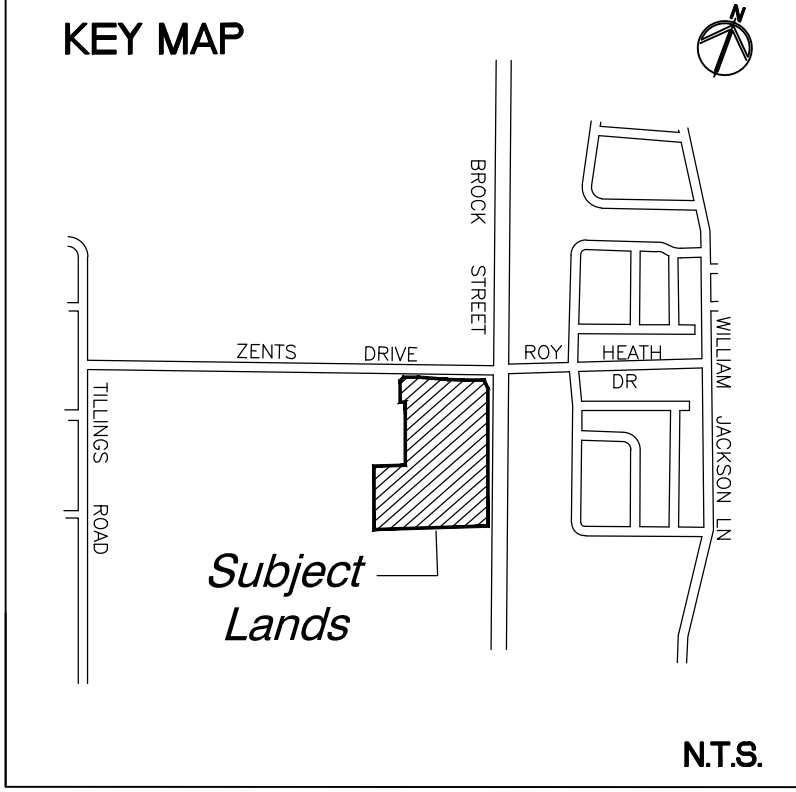 KEY MAP
N
BROCK STREET
ZENTS DRIVE
ROY HEATH
DR
TILLINGS ROAD
WILLIAM JACKSON LN
Subject
Lands
N.T.S.